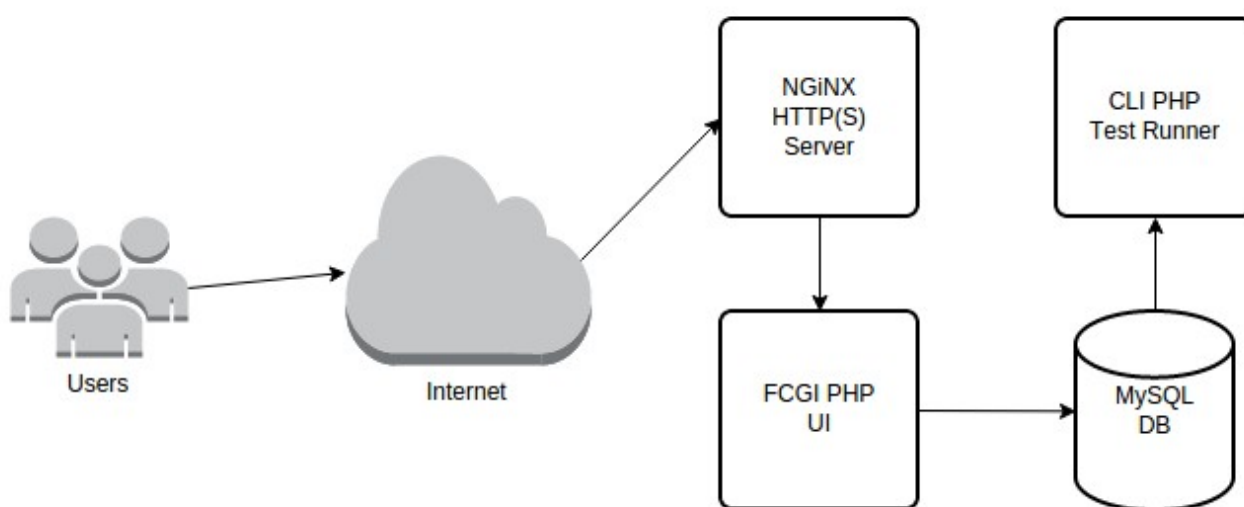 NGiNX
HTTP(S)
Server
CLI PHP
Test Runner
Users
Internet
FCGI PHP
UI
MySQL
DB